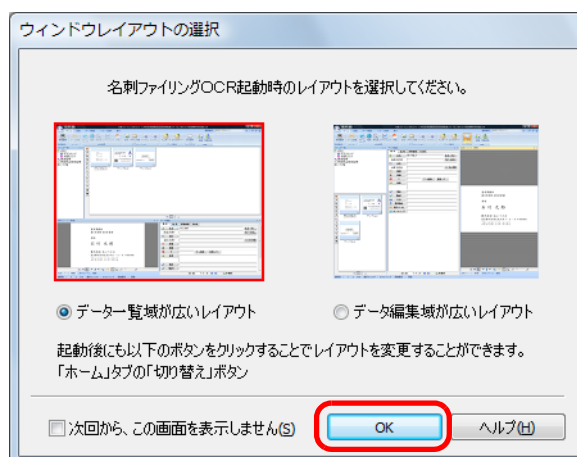 ウィンドウレイアウトの選択
名刺ファイリングOCR起動時のレイアウトを選択してください。
データ一覧域が広いレイアウト
データ編集域が広いレイアウト
起動後にも以下のボタンをクリックすることでレイアウトを変更することができます。
「ホーム」タブの「切り替え」ボタン
次回から、この画面を表示しません(S)
OK
ヘルプ(H)